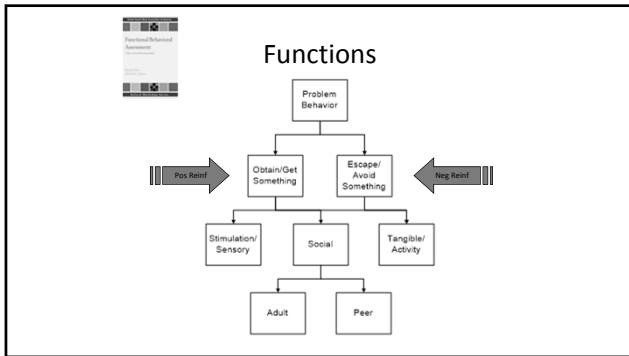 Functional Behavioral
Assessment
Functions
Problem
Behavior
Pos Reinf
Obtain/Get
Something
Escape/
Avoid
Something
Neg Reinf
Stimulation/
Sensory
Social
Tangible/
Activity
Adult
Peer